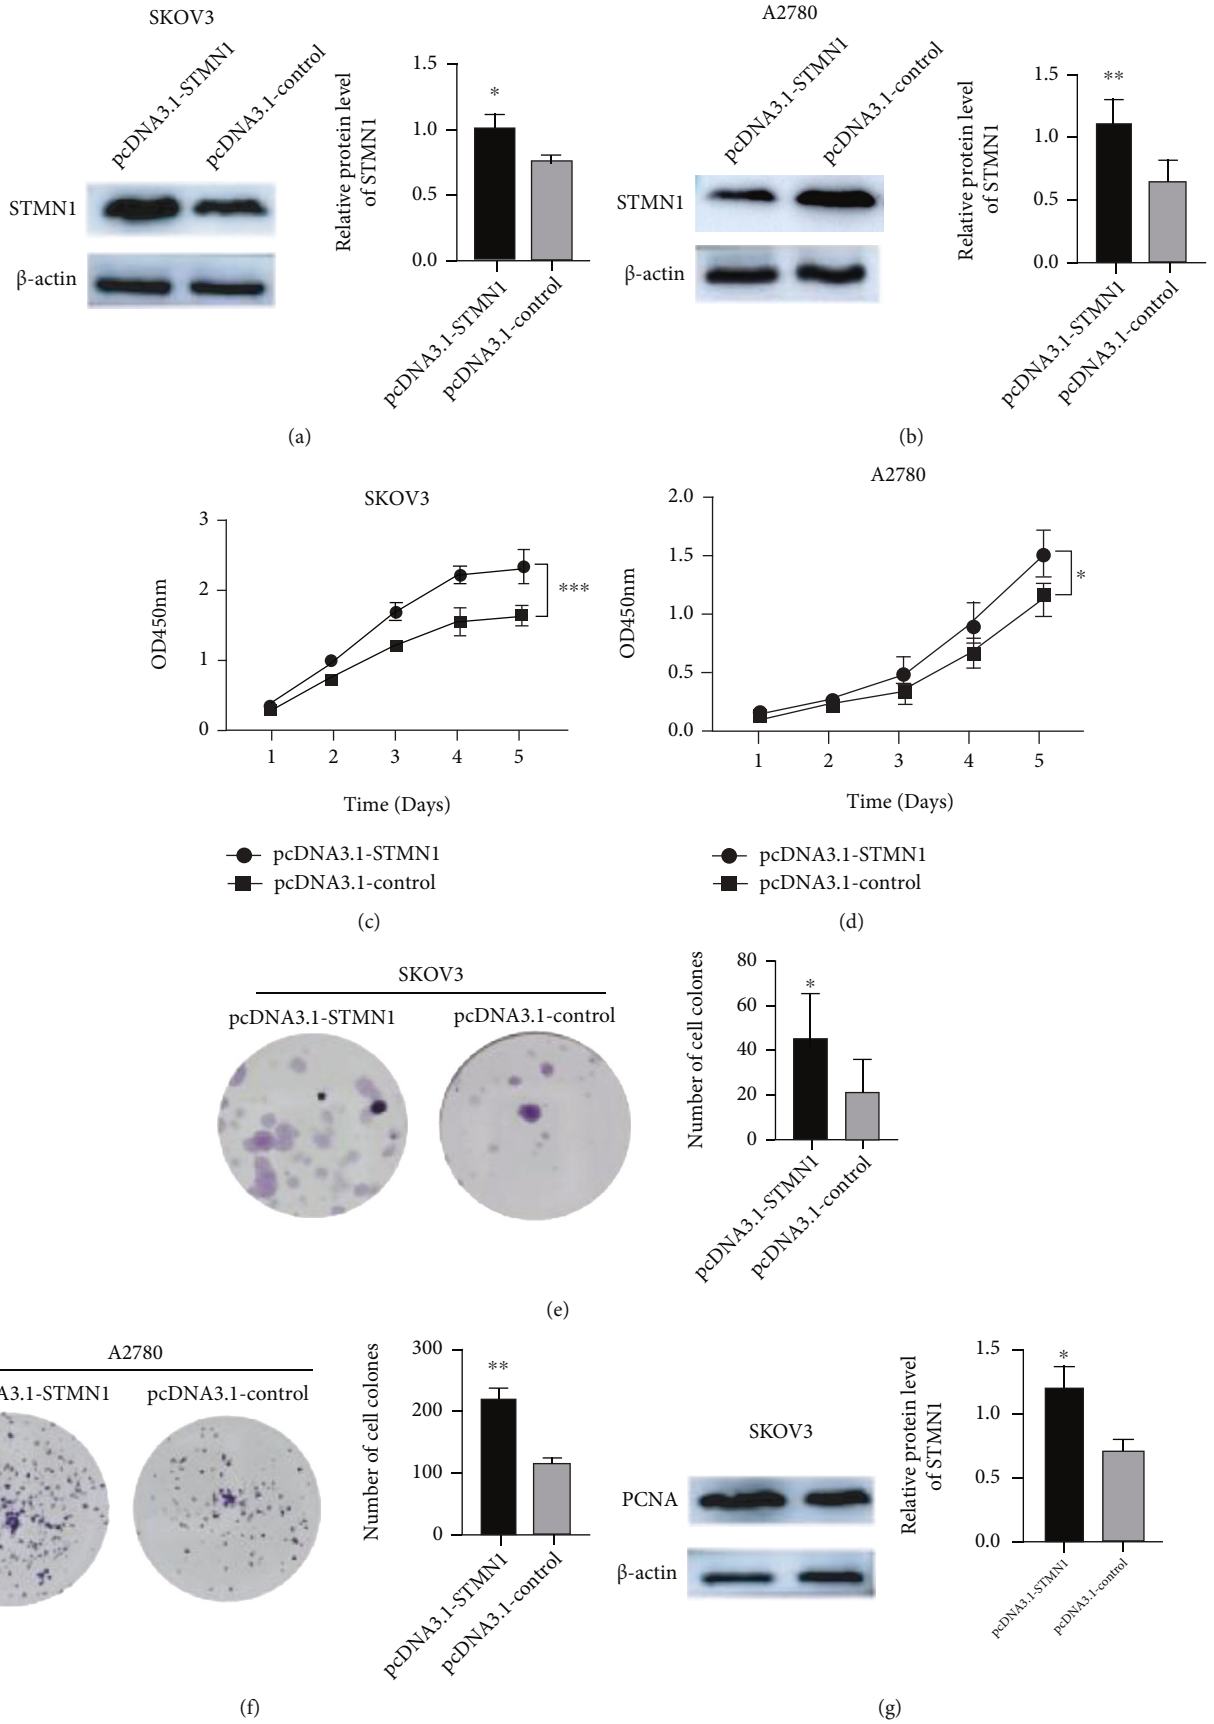 SKOV3
pcDNA3.1-STMN1
pcDNA3.1-control
STMN1
β-actin
Relative protein level
of STMN1
1.5
1.0
0.5
0.0
*
pcDNA3.1-STMN1
pcDNA3.1-control
(a)
A2780
pcDNA3.1-STMN1
pcDNA3.1-control
STMN1
β-actin
Relative protein level
of STMN1
1.5
1.0
0.5
0.0
**
pcDNA3.1-STMN1
pcDNA3.1-control
(b)
SKOV3
OD450nm
3
2
1
0
***
1 2 3 4 5
Time (Days)
pcDNA3.1-STMN1
pcDNA3.1-control
(c)
A2780
OD450nm
2.0
1.5
1.0
0.5
0.0
*
1 2 3 4 5
Time (Days)
pcDNA3.1-STMN1
pcDNA3.1-control
(d)
SKOV3
pcDNA3.1-STMN1
pcDNA3.1-control
Number of cell colones
80
60
40
20
0
*
pcDNA3.1-STMN1
pcDNA3.1-control
(e)
A2780
A3.1-STMN1
pcDNA3.1-control
Number of cell colones
300
200
100
0
**
pcDNA3.1-STMN1
pcDNA3.1-control
(f)
SKOV3
PCNA
β-actin
Relative protein level
of STMN1
1.5
1.0
0.5
0.0
*
pcDNA3.1-STMN1
pcDNA3.1-control
(g)